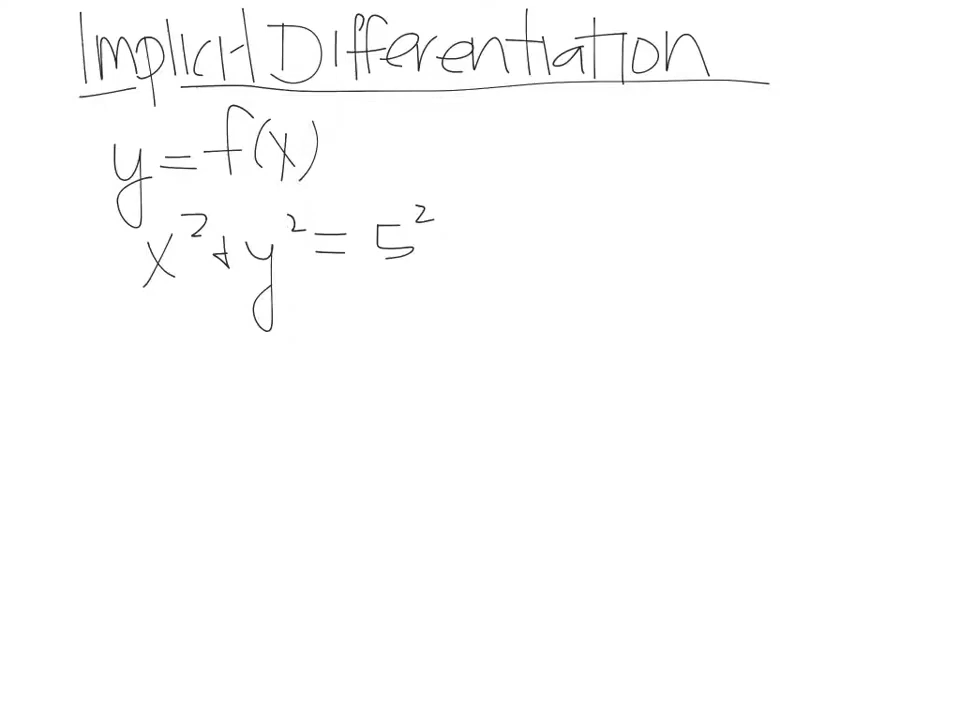 Implicit Differentiation
y = f(x)
x² + y² = 5²